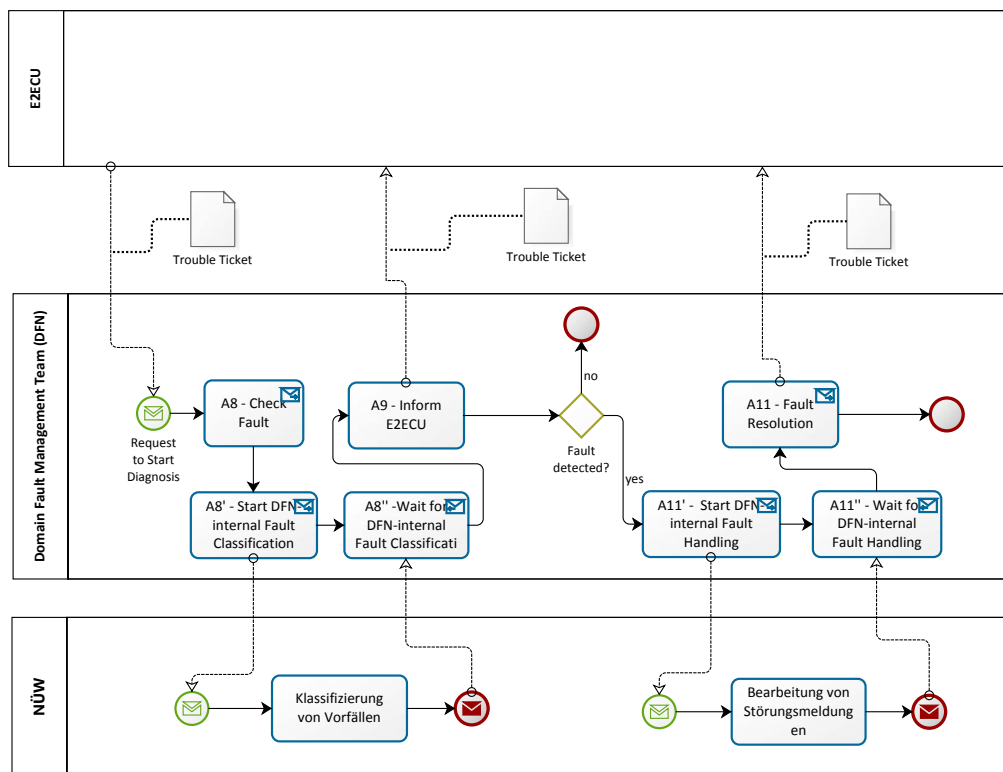 E2ECU
Trouble Ticket
Trouble Ticket
Trouble Ticket
Domain Fault Management Team (DFN)
no
A8 - Check
Fault
A9 - Inform
E2ECU
A11 - Fault
Resolution
Request
to Start
Diagnosis
Fault
detected?
yes
A8' - Start DFN-
internal Fault
Classification
A8'' -Wait for
DFN-internal
Fault Classificati
A11' - Start DFN-
internal Fault
Handling
A11'' - Wait for
DFN-internal
Fault Handling
NÜW
Klassifizierung
von Vorfällen
Bearbeitung von
Störungsmeldung
en